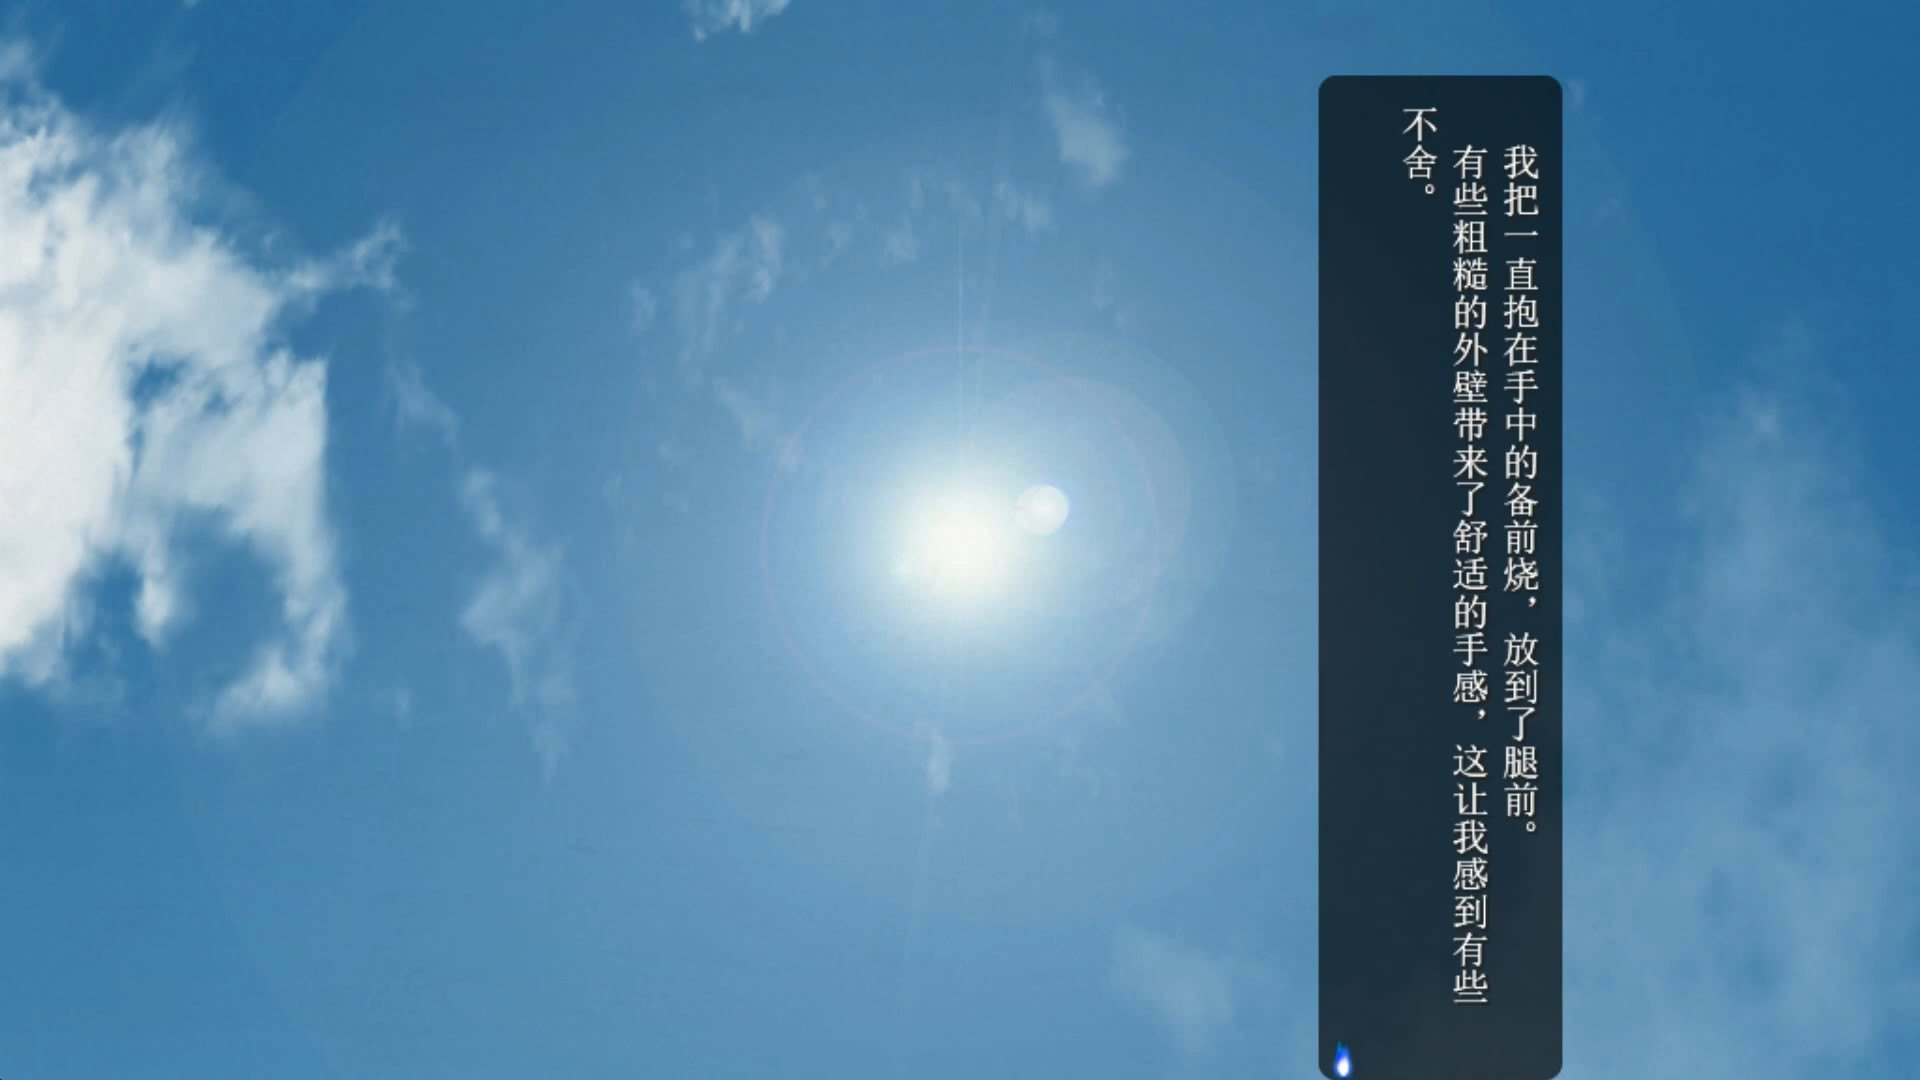 我把一直抱在手中的备前烧，放到了腿前。
有些粗糙的外壁带来了舒适的手感，这让我感到有些
不舍。